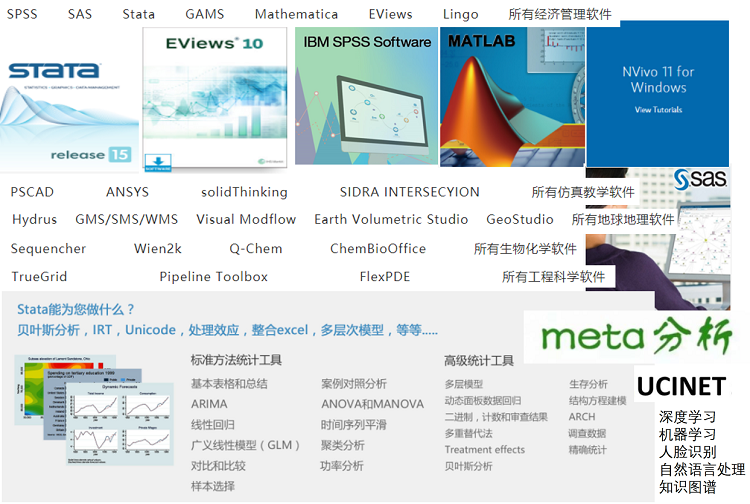 SPSS SAS Stata GAMS Mathematica EViews Lingo 所有经济管理软件
STATA
STATISTICS • GRAPHICS • DATA MANAGEMENT
release 15
EViews 10
IBM SPSS Software
MATLAB
NVivo 11 for
Windows
View Tutorials
sas
PSCAD ANSYS solidThinking SIDRA INTERSECYION 所有仿真教学软件
Hydrus GMS/SMS/WMS Visual Modflow Earth Volumetric Studio GeoStudio 所有地球地理软件
Sequencher Wien2k Q-Chem ChemBioOffice 所有生物化学软件
TrueGrid Pipeline Toolbox FlexPDE 所有工程科学软件
Stata能为您做什么？
贝叶斯分析，IRT，Unicode，处理效应，整合excel，多层次模型，等等.....
meta分析
UCINET
深度学习
机器学习
人脸识别
自然语言处理
知识图谱
Spending on tertiary education 1999
Dynamic Forecasts
标准方法统计工具
基本表格和总结 案例对照分析
ARIMA ANOVA和MANOVA
线性回归 时间序列平滑
广义线性模型（GLM） 聚类分析
对比和比较 功率分析
样本选择
高级统计工具
多层模型 生存分析
动态面板数据回归 结构方程建模
二进制，计数和审查结果 ARCH
多重替代法 调查数据
Treatment effects 精确统计
贝叶斯分析